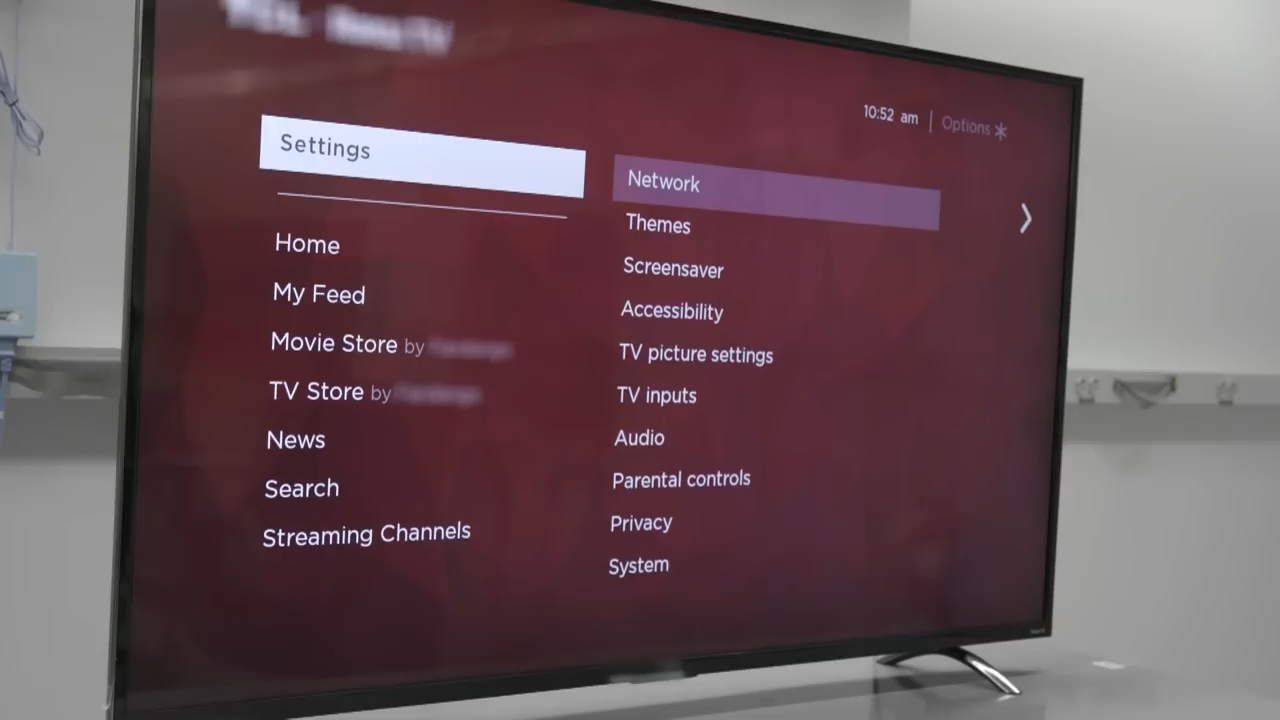 10:52 am | Options *
Settings
Home
My Feed
Movie Store by
TV Store by
News
Search
Streaming Channels
Network
Themes
Screensaver
Accessibility
TV picture settings
TV inputs
Audio
Parental controls
Privacy
System